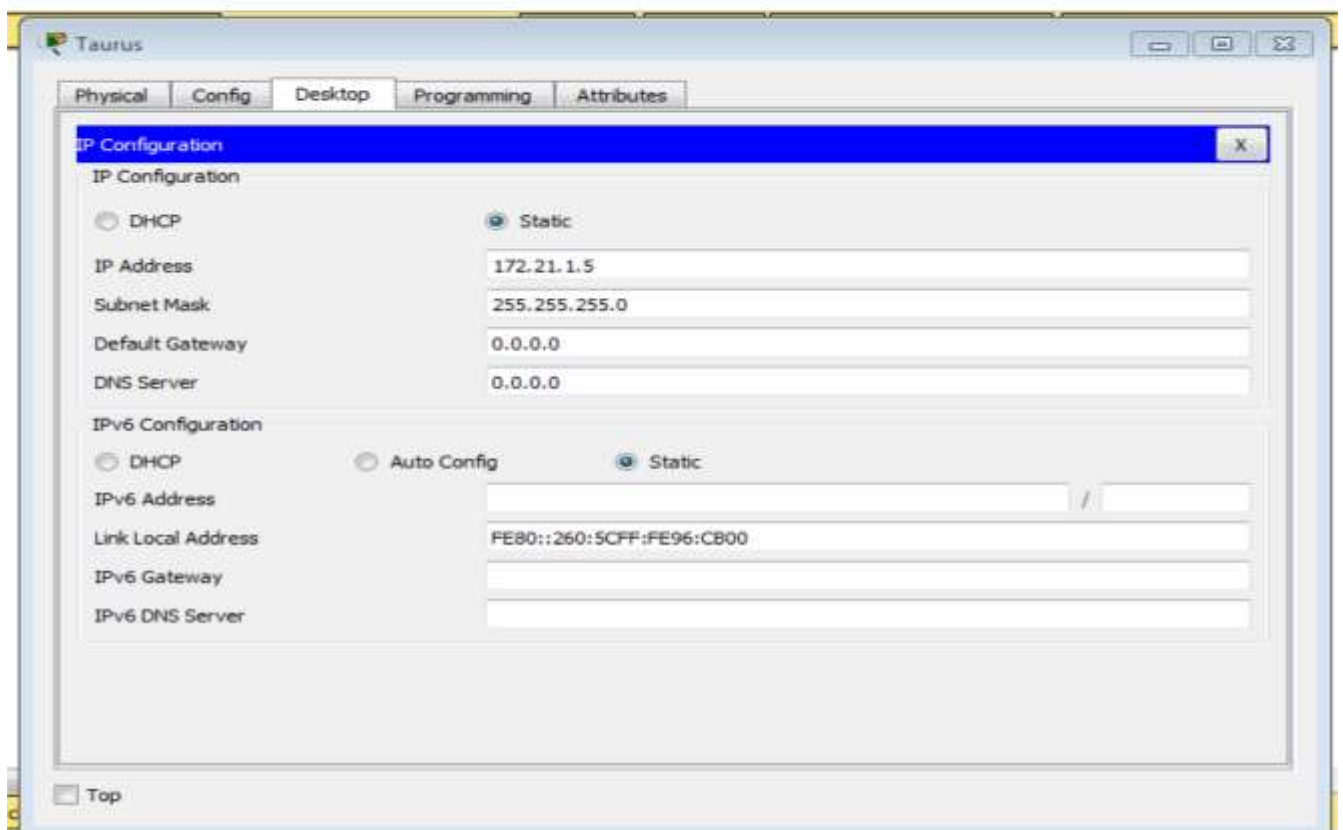 Taurus
Physical Config Desktop Programming Attributes
IP Configuration X
IP Configuration
DHCP Static
IP Address 172.21.1.5
Subnet Mask 255.255.255.0
Default Gateway 0.0.0.0
DNS Server 0.0.0.0
IPv6 Configuration
DHCP Auto Config Static
IPv6 Address /
Link Local Address FE80::260:5CFF:FE96:CB00
IPv6 Gateway
IPv6 DNS Server
Top